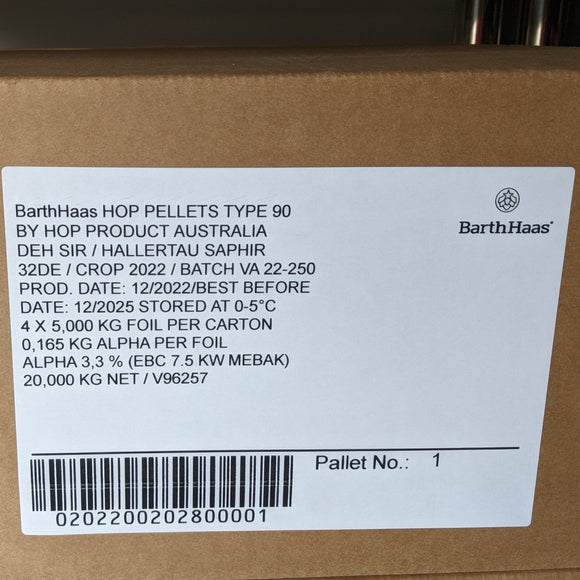 BarthHaas HOP PELLETS TYPE 90
BY HOP PRODUCT AUSTRALIA
DEH SIR / HALLERTAU SAPHIR
32DE / CROP 2022 / BATCH VA 22-250
PROD. DATE: 12/2022/BEST BEFORE
DATE: 12/2025 STORED AT 0-5°C
4 X 5,000 KG FOIL PER CARTON
0,165 KG ALPHA PER FOIL
ALPHA 3,3 % (EBC 7.5 KW MEBAK)
20,000 KG NET / V96257
BarthHaas®
Pallet No.: 1
0202200202800001